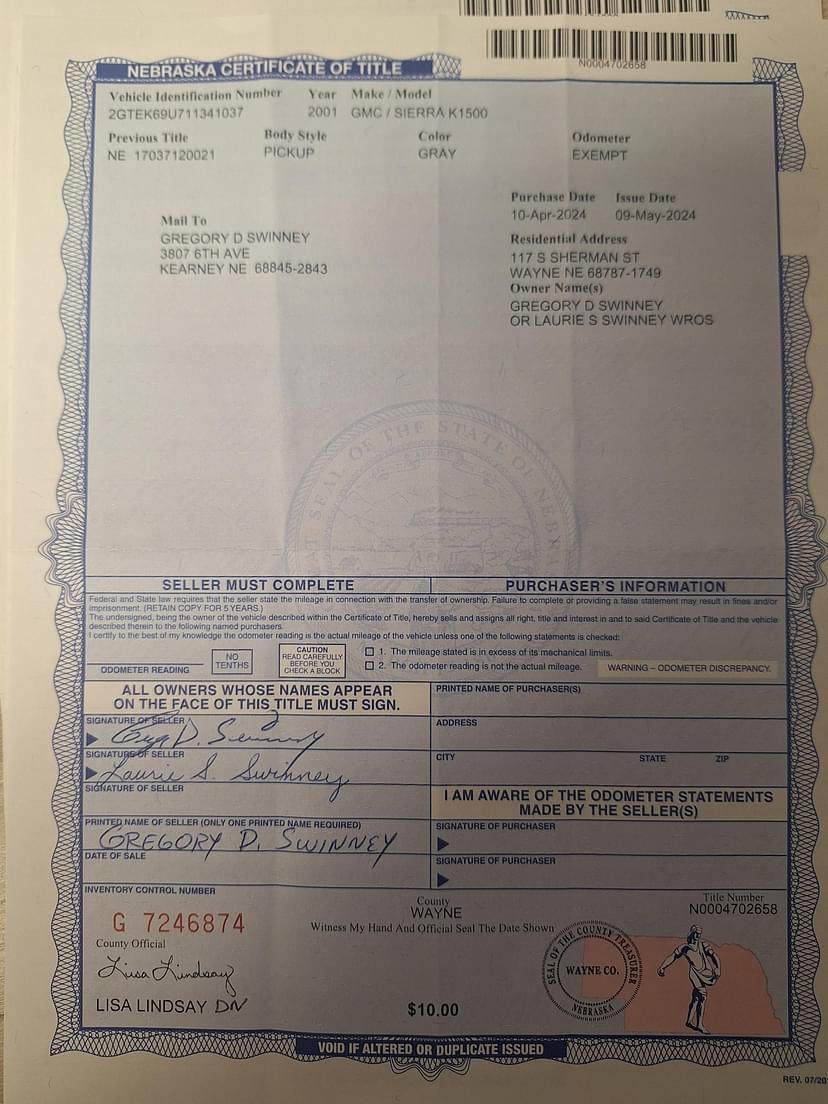 N0004702658
NEBRASKA CERTIFICATE OF TITLE
Vehicle Identification Number Year Make / Model
2GTEK69U711341037 2001 GMC / SIERRA K1500
Previous Title Body Style Color Odometer
NE 17037120021 PICKUP GRAY EXEMPT
Purchase Date Issue Date
10-Apr-2024 09-May-2024
Mail To
GREGORY D SWINNEY
3807 6TH AVE
KEARNEY NE 68845-2843
Residential Address
117 S SHERMAN ST
WAYNE NE 68787-1749
Owner Name(s)
GREGORY D SWINNEY
OR LAURIE S SWINNEY WROS
SEAL OF THE STATE OF NEBRASKA
SELLER MUST COMPLETE PURCHASER'S INFORMATION
Federal and State law requires that the seller state the mileage in connection with the transfer of ownership. Failure to complete or providing a false statement may result in fines and/or
imprisonment. (RETAIN COPY FOR 5 YEARS.)
The undersigned, being the owner of the vehicle described within the Certificate of Title, hereby sells and assigns all right, title and interest in and to said Certificate of Title and the vehicle
described therein to the following named purchasers.
I certify to the best of my knowledge the odometer reading is the actual mileage of the vehicle unless one of the following statements is checked:
ODOMETER READING
NO
TENTHS
CAUTION
READ CAREFULLY
BEFORE YOU
CHECK A BLOCK
1. The mileage stated is in excess of its mechanical limits.
2. The odometer reading is not the actual mileage. WARNING – ODOMETER DISCREPANCY.
ALL OWNERS WHOSE NAMES APPEAR
ON THE FACE OF THIS TITLE MUST SIGN.
SIGNATURE OF SELLER
Greg D. Swinney
SIGNATURE OF SELLER
Laurie S. Swinney
SIGNATURE OF SELLER
PRINTED NAME OF SELLER (ONLY ONE PRINTED NAME REQUIRED)
GREGORY D. SWINNEY
DATE OF SALE
PRINTED NAME OF PURCHASER(S)
ADDRESS
CITY STATE ZIP
I AM AWARE OF THE ODOMETER STATEMENTS
MADE BY THE SELLER(S)
SIGNATURE OF PURCHASER
SIGNATURE OF PURCHASER
INVENTORY CONTROL NUMBER
G 7246874
County
WAYNE
Title Number
N0004702658
Witness My Hand And Official Seal The Date Shown
County Official
Lisa Lindsay
LISA LINDSAY DN
$10.00
SEAL OF THE COUNTY TREASURER
WAYNE CO.
NEBRASKA
VOID IF ALTERED OR DUPLICATE ISSUED